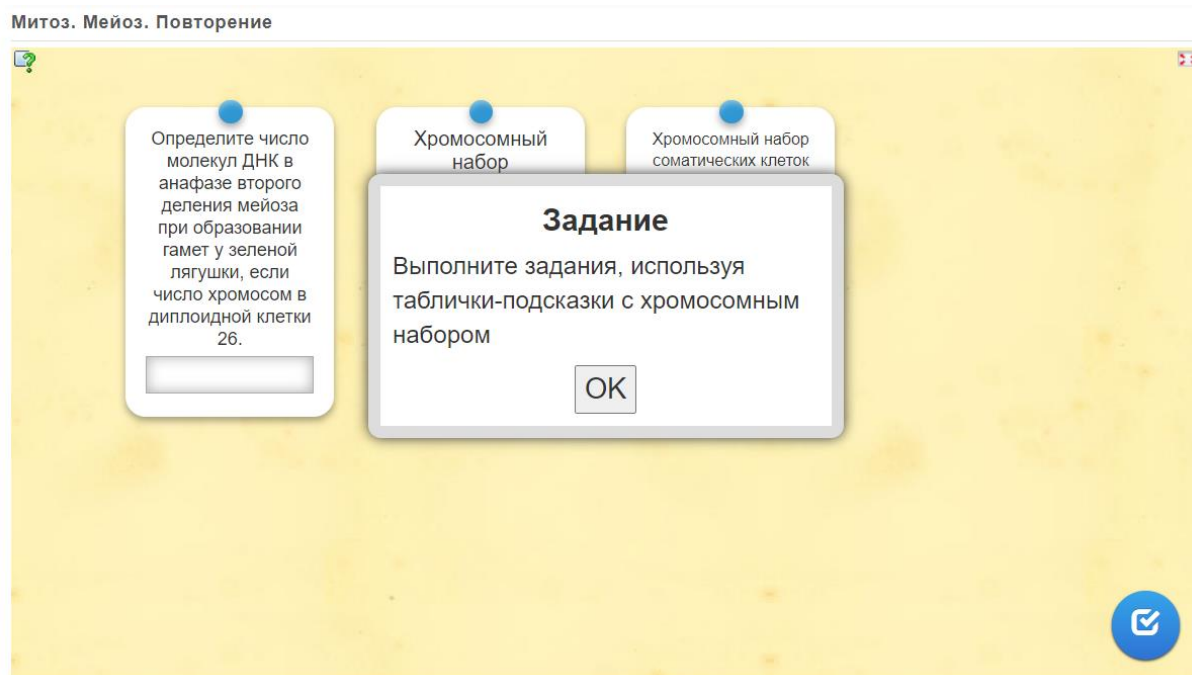 Митоз. Мейоз. Повторение
Определите число
молекул ДНК в
анафазе второго
деления мейоза
при образовании
гамет у зеленой
лягушки, если
число хромосом в
диплоидной клетки
26.
Хромосомный
набор
Хромосомный набор
соматических клеток
Задание
Выполните задания, используя
таблички-подсказки с хромосомным
набором
OK